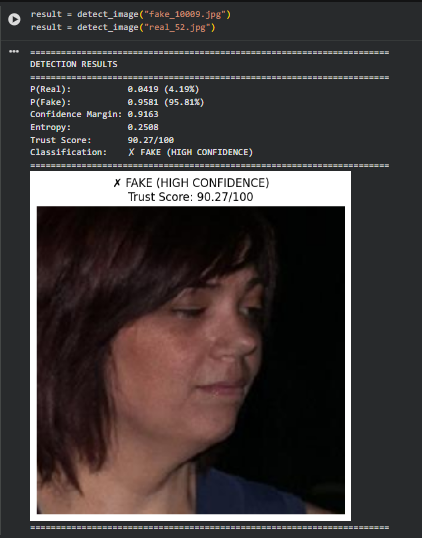 result = detect_image("fake_10009.jpg")
result = detect_image("real_52.jpg")
================================================================
DETECTION RESULTS
================================================================
P(Real): 0.0419 (4.19%)
P(Fake): 0.9581 (95.81%)
Confidence Margin: 0.9163
Entropy: 0.2508
Trust Score: 90.27/100
Classification: ✗ FAKE (HIGH CONFIDENCE)
================================================================
✗ FAKE (HIGH CONFIDENCE)
Trust Score: 90.27/100
================================================================